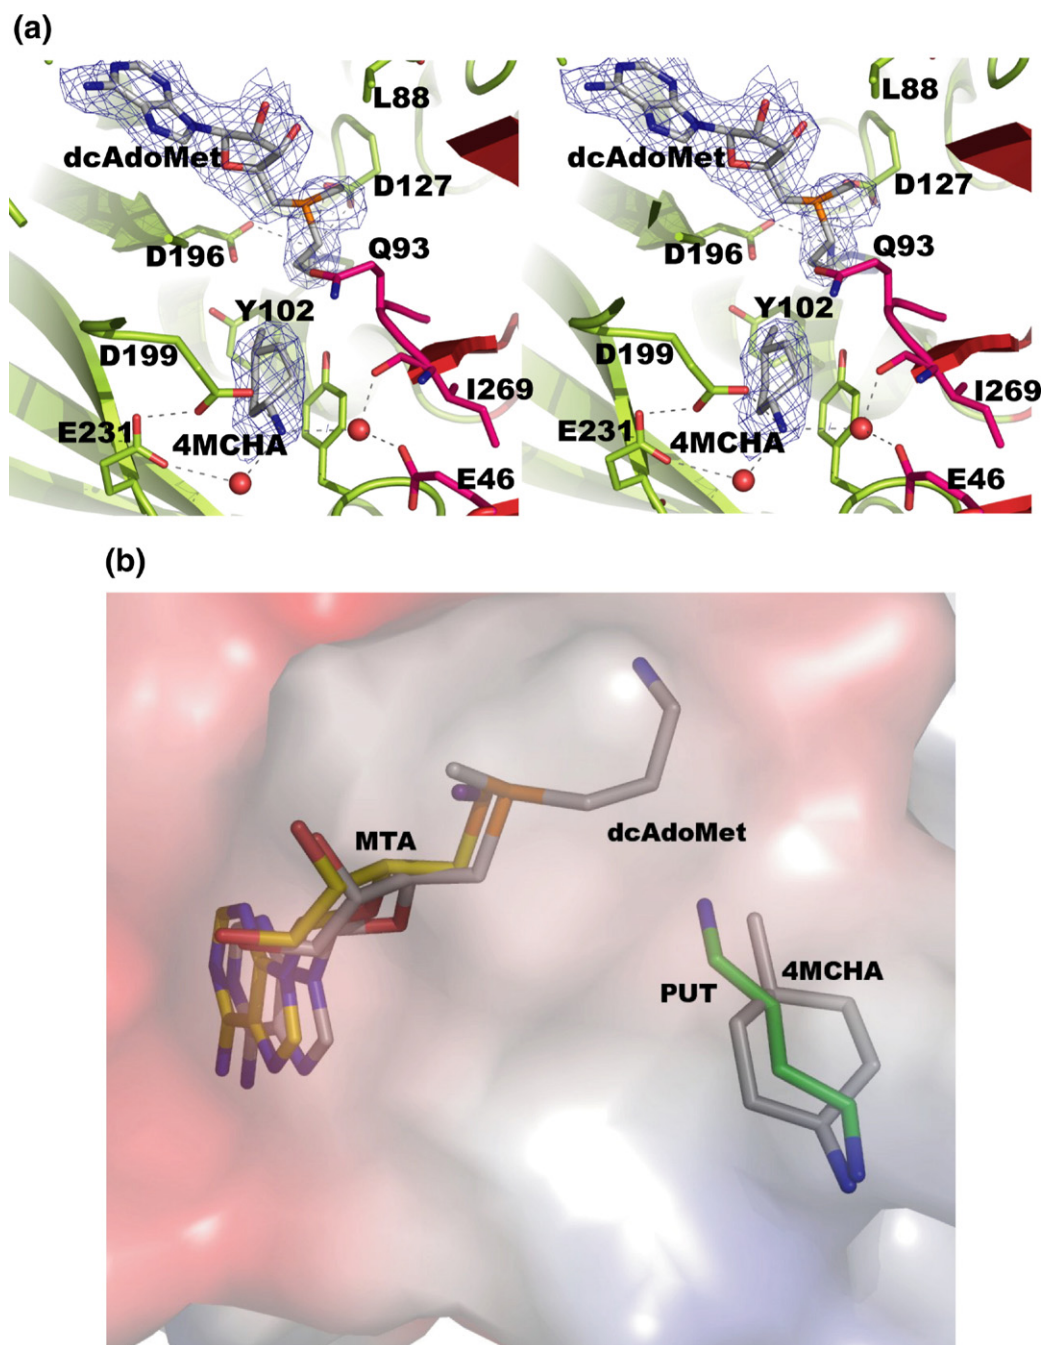 (a)
L88
dcAdoMet
D127
D196
Q93
Y102
D199
I269
E231
4MCHA
E46
L88
dcAdoMet
D127
D196
Q93
Y102
D199
I269
E231
4MCHA
E46
(b)
MTA
dcAdoMet
4MCHA
PUT